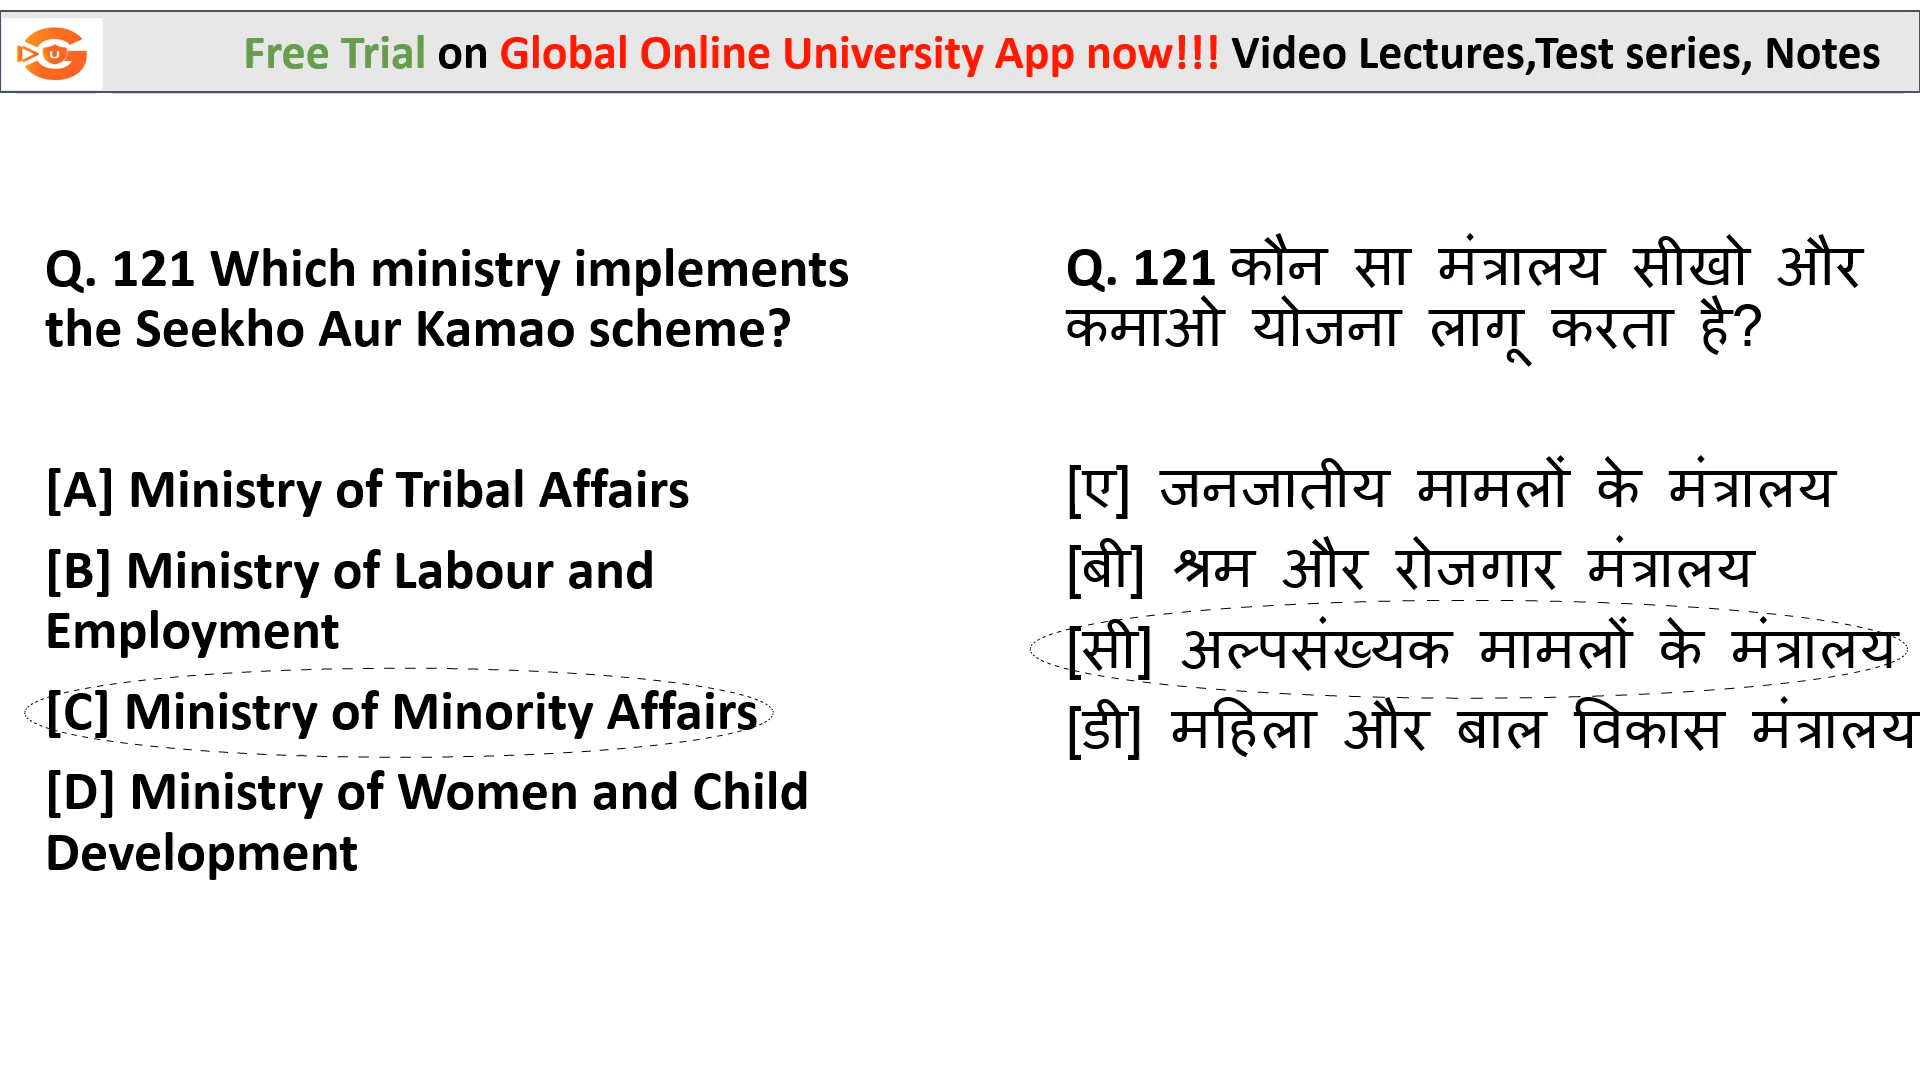 Free Trial on Global Online University App now!!! Video Lectures,Test series, Notes
Q. 121 Which ministry implements
the Seekho Aur Kamao scheme?
[A] Ministry of Tribal Affairs
[B] Ministry of Labour and
Employment
[C] Ministry of Minority Affairs
[D] Ministry of Women and Child
Development
Q. 121 कौन सा मंत्रालय सीखो और
कमाओ योजना लागू करता है?
[ए] जनजातीय मामलों के मंत्रालय
[बी] श्रम और रोजगार मंत्रालय
[सी] अल्पसंख्यक मामलों के मंत्रालय
[डी] महिला और बाल विकास मंत्रालय